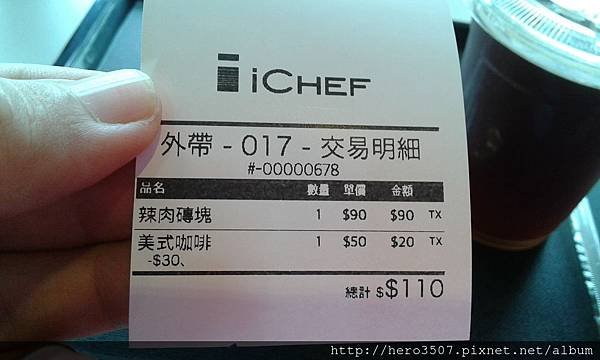 iCHEF
外帶 - 017 - 交易明細
#-00000678
品名 數量 單價 金額
辣肉磚塊 1 $90 $90 TX
美式咖啡 1 $50 $20 TX
-$30、
總計 $$110
http://hero3507.pixnet.net/album